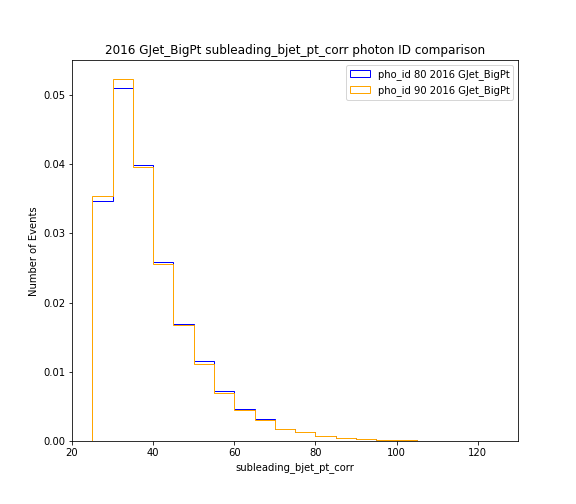 2016 GJet_BigPt subleading_bjet_pt_corr photon ID comparison
pho_id 80 2016 GJet_BigPt
pho_id 90 2016 GJet_BigPt
Number of Events
0.05
0.04
0.03
0.02
0.01
0.00
20 40 60 80 100 120
subleading_bjet_pt_corr